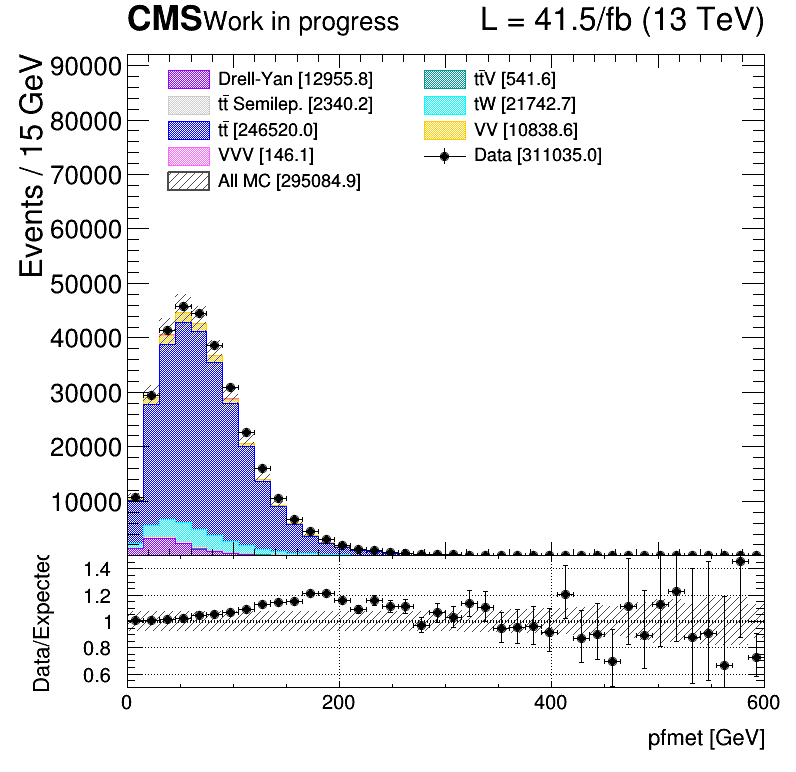 CMS Work in progress L = 41.5/fb (13 TeV)
Events / 15 GeV
90000
80000
70000
60000
50000
40000
30000
20000
10000
Drell-Yan [12955.8]
tt̄ Semilep. [2340.2]
tt̄ [246520.0]
VVV [146.1]
All MC [295084.9]
tt̄V [541.6]
tW [21742.7]
VV [10838.6]
Data [311035.0]
Data/Expected
1.4
1.2
1
0.8
0.6
0 200 400 600
pfmet [GeV]